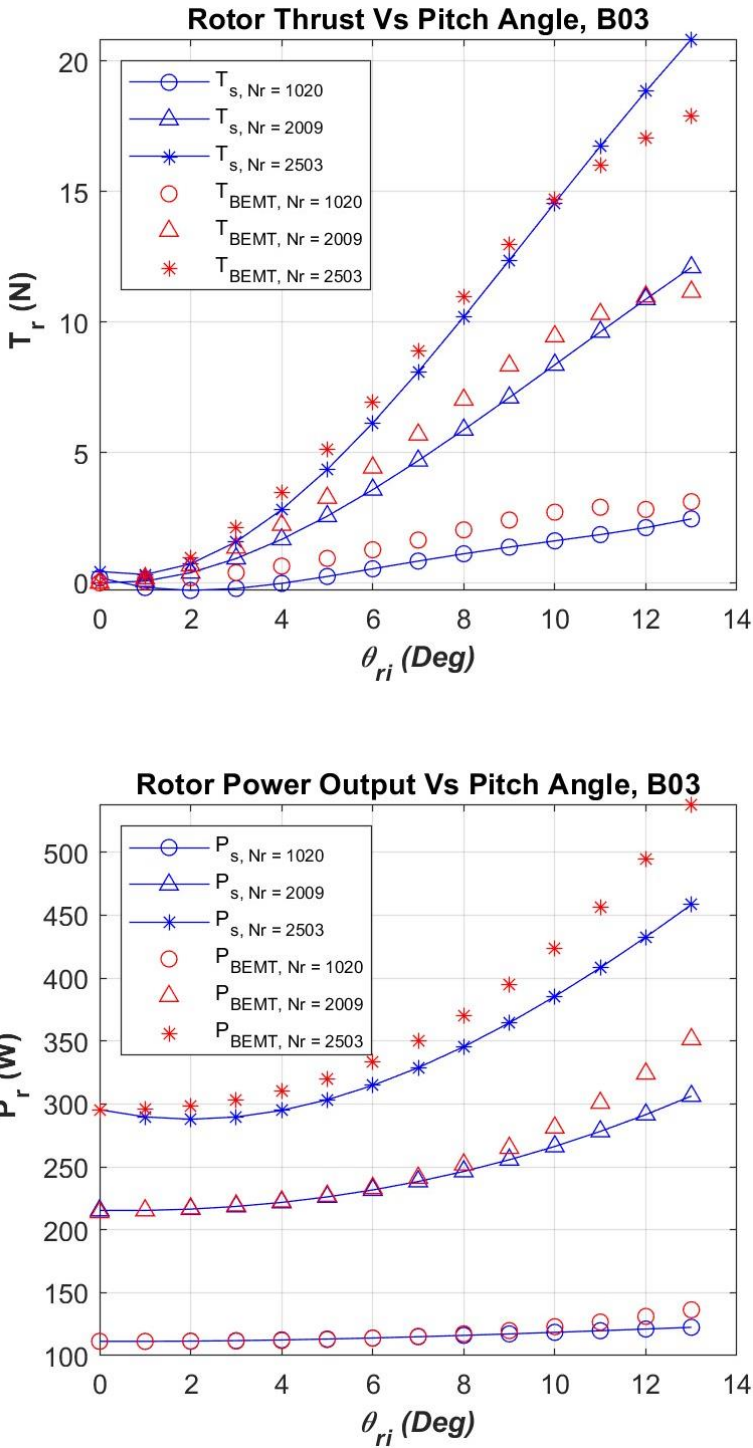 Rotor Thrust Vs Pitch Angle, B03
T_r (N)
20
15
10
5
0
T_s, Nr = 1020
T_s, Nr = 2009
T_s, Nr = 2503
T_BEMT, Nr = 1020
T_BEMT, Nr = 2009
T_BEMT, Nr = 2503
0 2 4 6 8 10 12 14
θ_ri (Deg)
Rotor Power Output Vs Pitch Angle, B03
P_r (W)
500
450
400
350
300
250
200
150
100
P_s, Nr = 1020
P_s, Nr = 2009
P_s, Nr = 2503
P_BEMT, Nr = 1020
P_BEMT, Nr = 2009
P_BEMT, Nr = 2503
0 2 4 6 8 10 12 14
θ_ri (Deg)